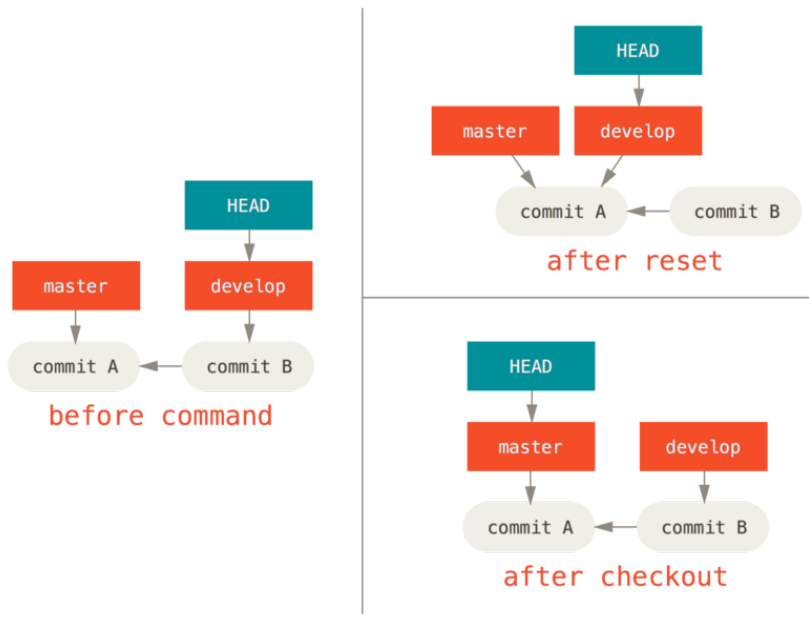 HEAD
master develop
commit A commit B
before command
HEAD
master develop
commit A commit B
after reset
HEAD
master develop
commit A commit B
after checkout